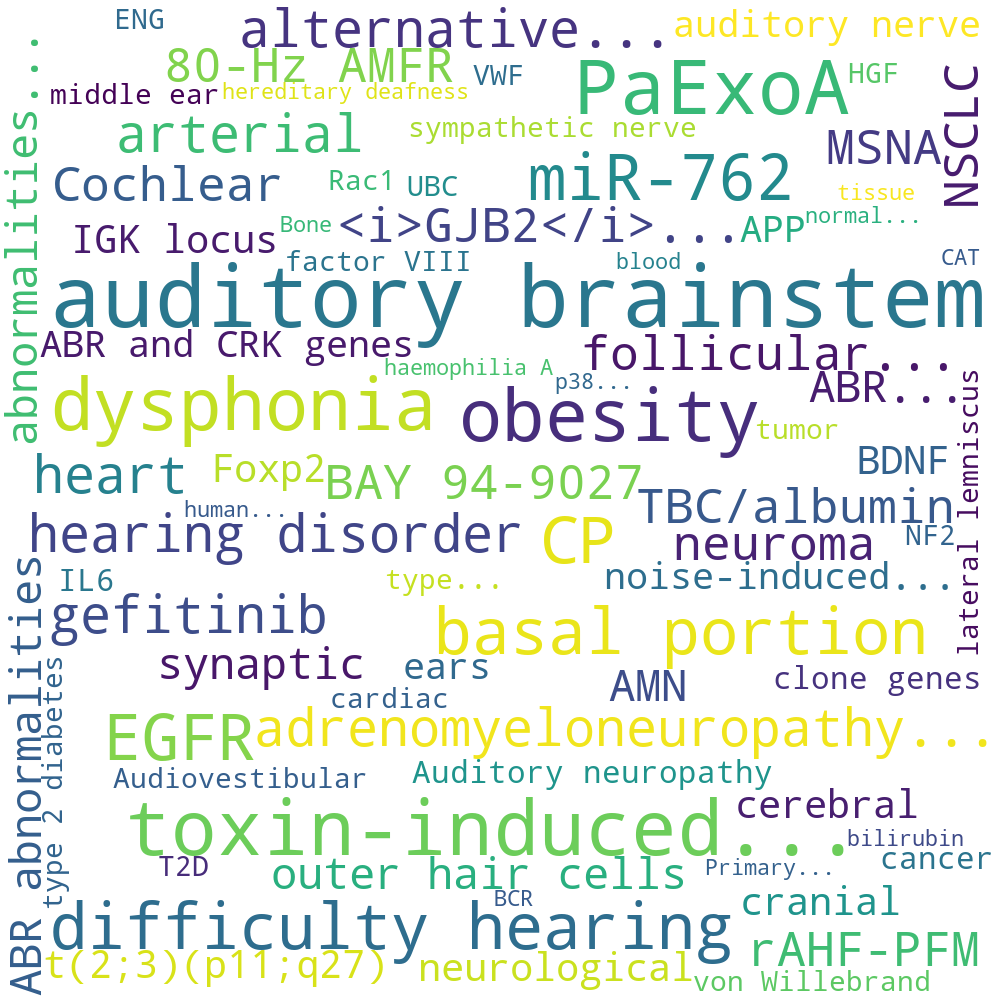 ENG
alternative...
auditory nerve
80-Hz AMFR
VWF
PaExoA
HGF
middle ear
hereditary deafness
NSCLC
abnormalities...
arterial
sympathetic nerve
MSNA
Cochlear
Rac1
UBC
miR-762
tissue
IGK locus
Bone
<i>GJB2</i>...
APP
normal...
factor VIII
blood
CAT
auditory brainstem
ABR and CRK genes
haemophilia A
follicular...
p38...
ABR...
dysphonia
obesity
tumor
lateral lemniscus
heart
Foxp2
BAY 94-9027
BDNF
human...
TBC/albumin
hearing disorder
CP
neuroma
NF2
IL6
type...
noise-induced...
gefitinib
basal portion
ABR abnormalities
type 2 diabetes
synaptic
ears
AMN
clone genes
cardiac
EGFR
adrenomyeloneuropathy...
Audiovestibular
Auditory neuropathy
toxin-induced...
cerebral
bilirubin
T2D
outer hair cells
Primary...
cancer
BCR
difficulty hearing
cranial
rAHF-PFM
t(2;3)(p11;q27)
neurological
von Willebrand